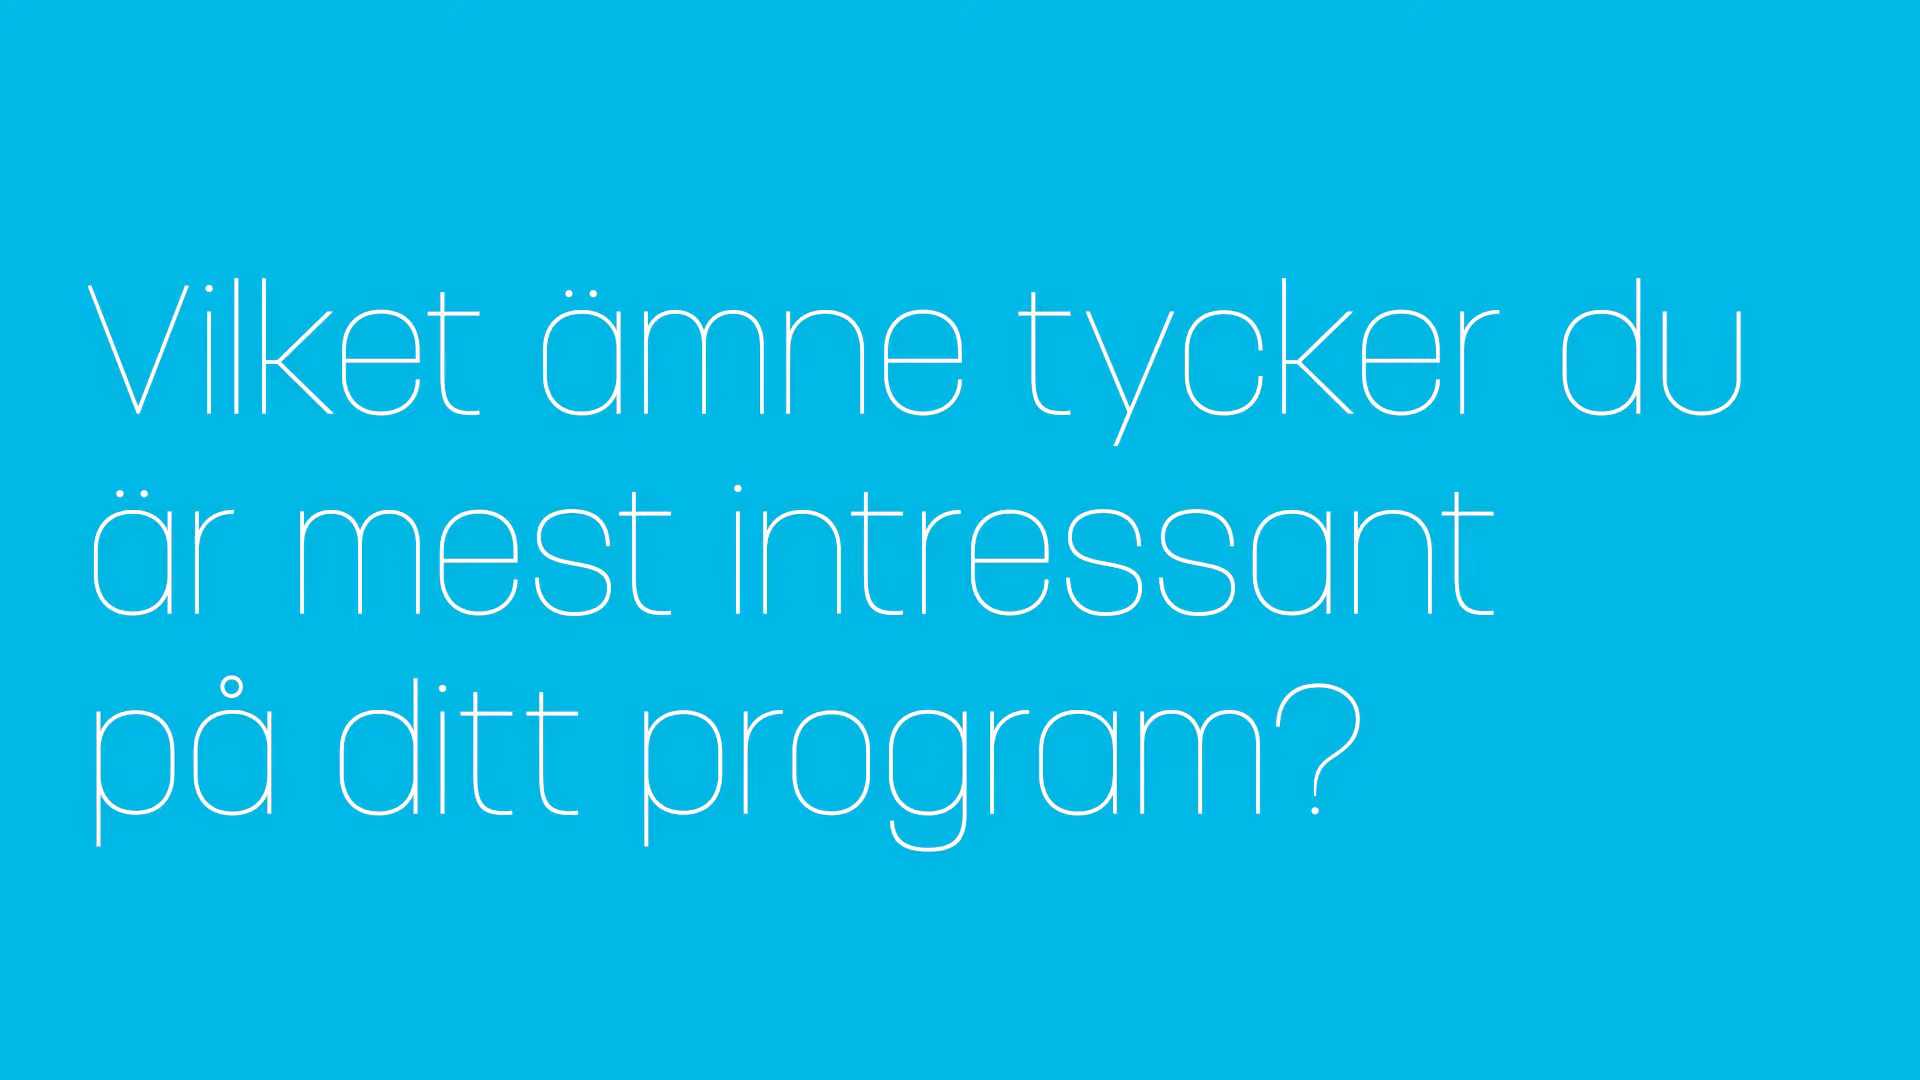 Vilket ämne tycker du
är mest intressant
på ditt program?